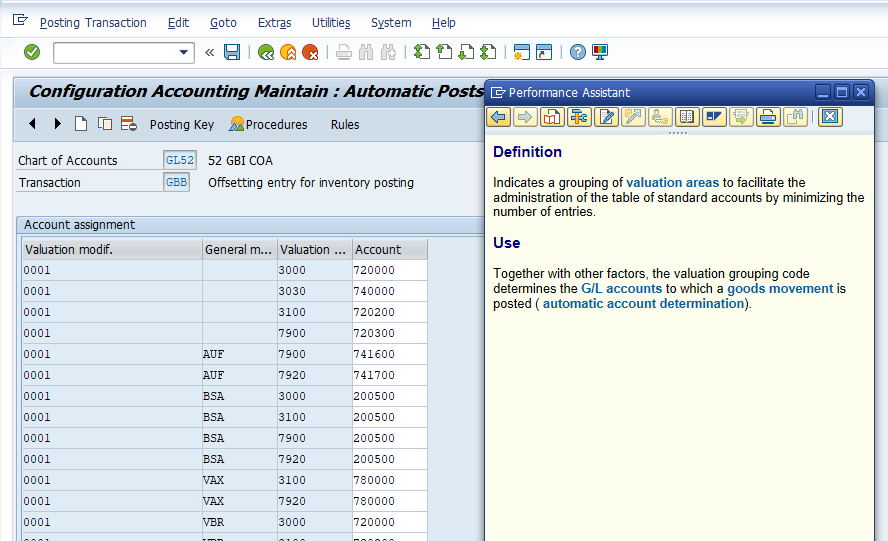 Posting Transaction Edit Goto Extras Utilities System Help
Configuration Accounting Maintain : Automatic Posts
Posting Key Procedures Rules
Chart of Accounts GL52 52 GBI COA
Transaction GBB Offsetting entry for inventory posting
Account assignment
Valuation modif. General m... Valuation ... Account
0001 3000 720000
0001 3030 740000
0001 3100 720200
0001 7900 720300
0001 AUF 7900 741600
0001 AUF 7920 741700
0001 BSA 3000 200500
0001 BSA 3100 200500
0001 BSA 7900 200500
0001 BSA 7920 200500
0001 VAX 3100 780000
0001 VAX 7920 780000
0001 VBR 3000 720000
Performance Assistant
Definition
Indicates a grouping of valuation areas to facilitate the
administration of the table of standard accounts by minimizing the
number of entries.
Use
Together with other factors, the valuation grouping code
determines the G/L accounts to which a goods movement is
posted ( automatic account determination).